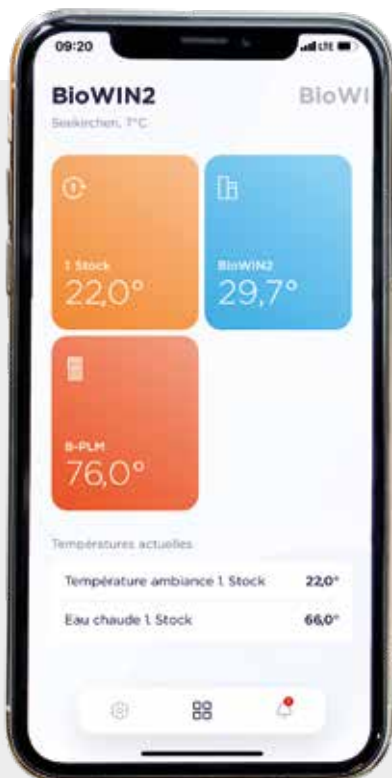 09:20 LTE
BioWIN2 BioWI
Seekirchen, 7°C
1. Stock
22,0°
BioWIN2
29,7°
B-PLM
76,0°
Températures actuelles
Température ambiance 1. Stock 22,0°
Eau chaude 1. Stock 66,0°